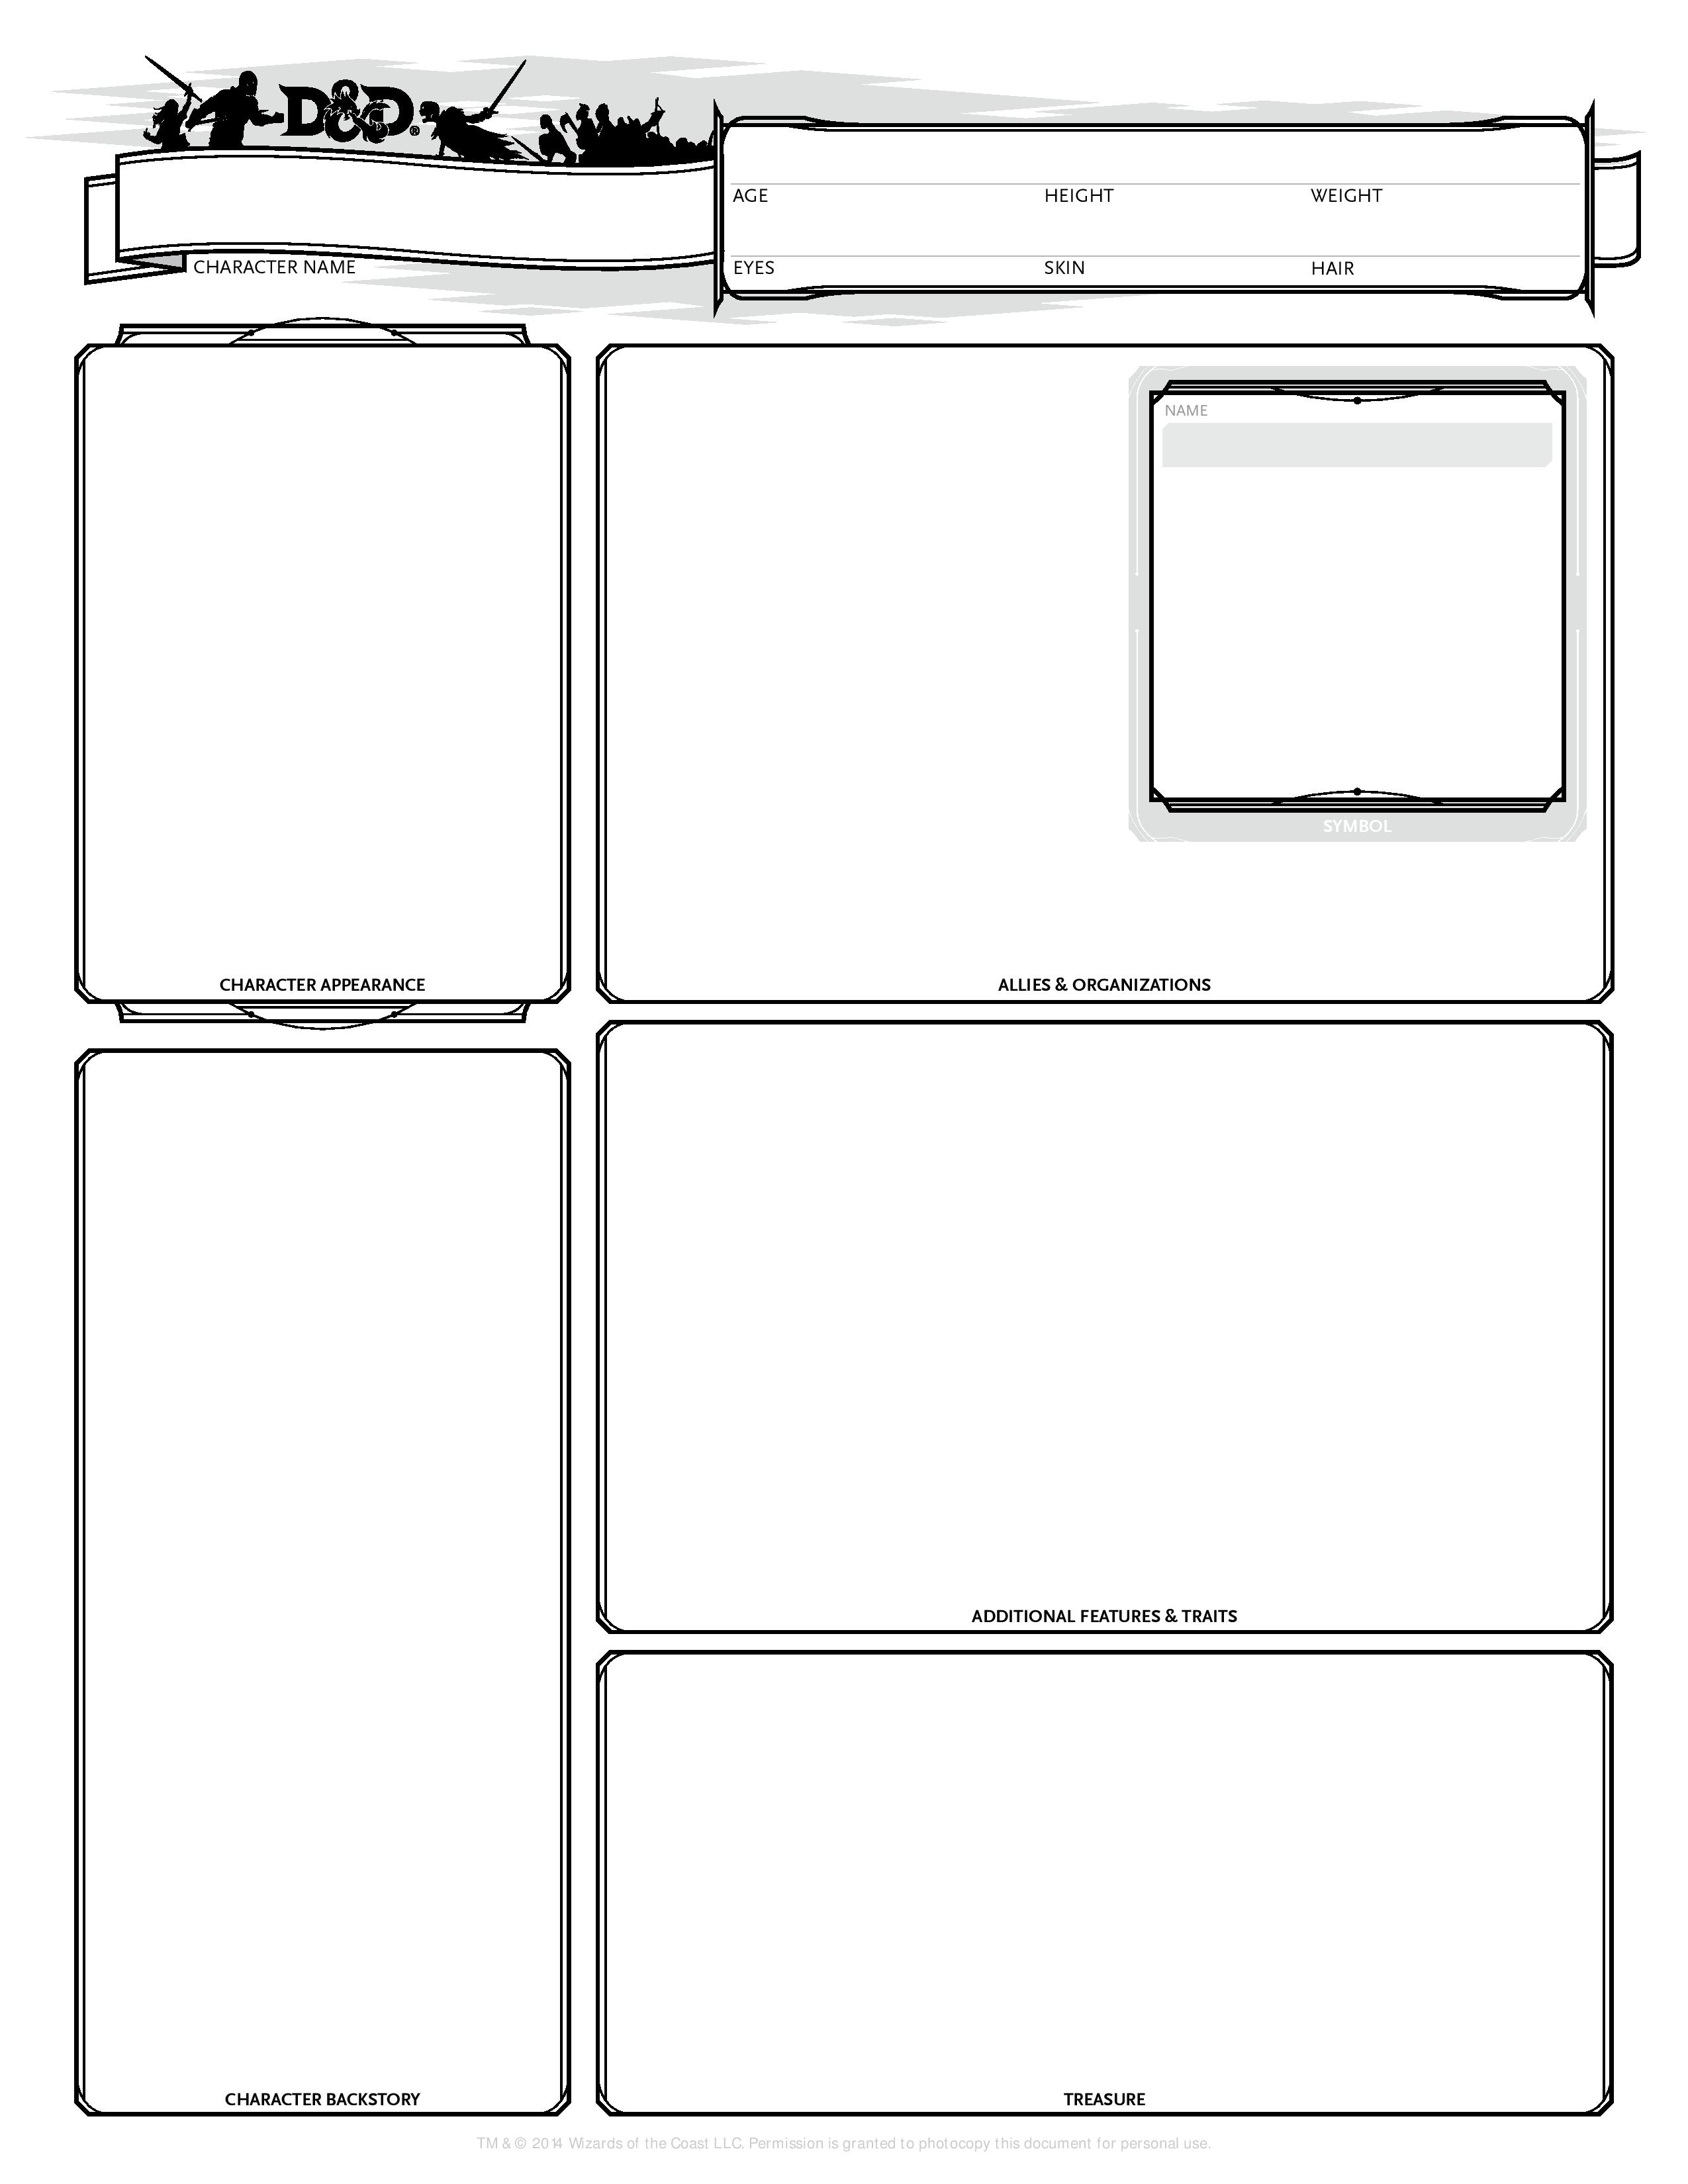 D&D®
AGE HEIGHT WEIGHT
CHARACTER NAME
EYES SKIN HAIR
NAME
SYMBOL
CHARACTER APPEARANCE
ALLIES & ORGANIZATIONS
ADDITIONAL FEATURES & TRAITS
CHARACTER BACKSTORY
TREASURE
TM & © 2014 Wizards of the Coast LLC. Permission is granted to photocopy this document for personal use.